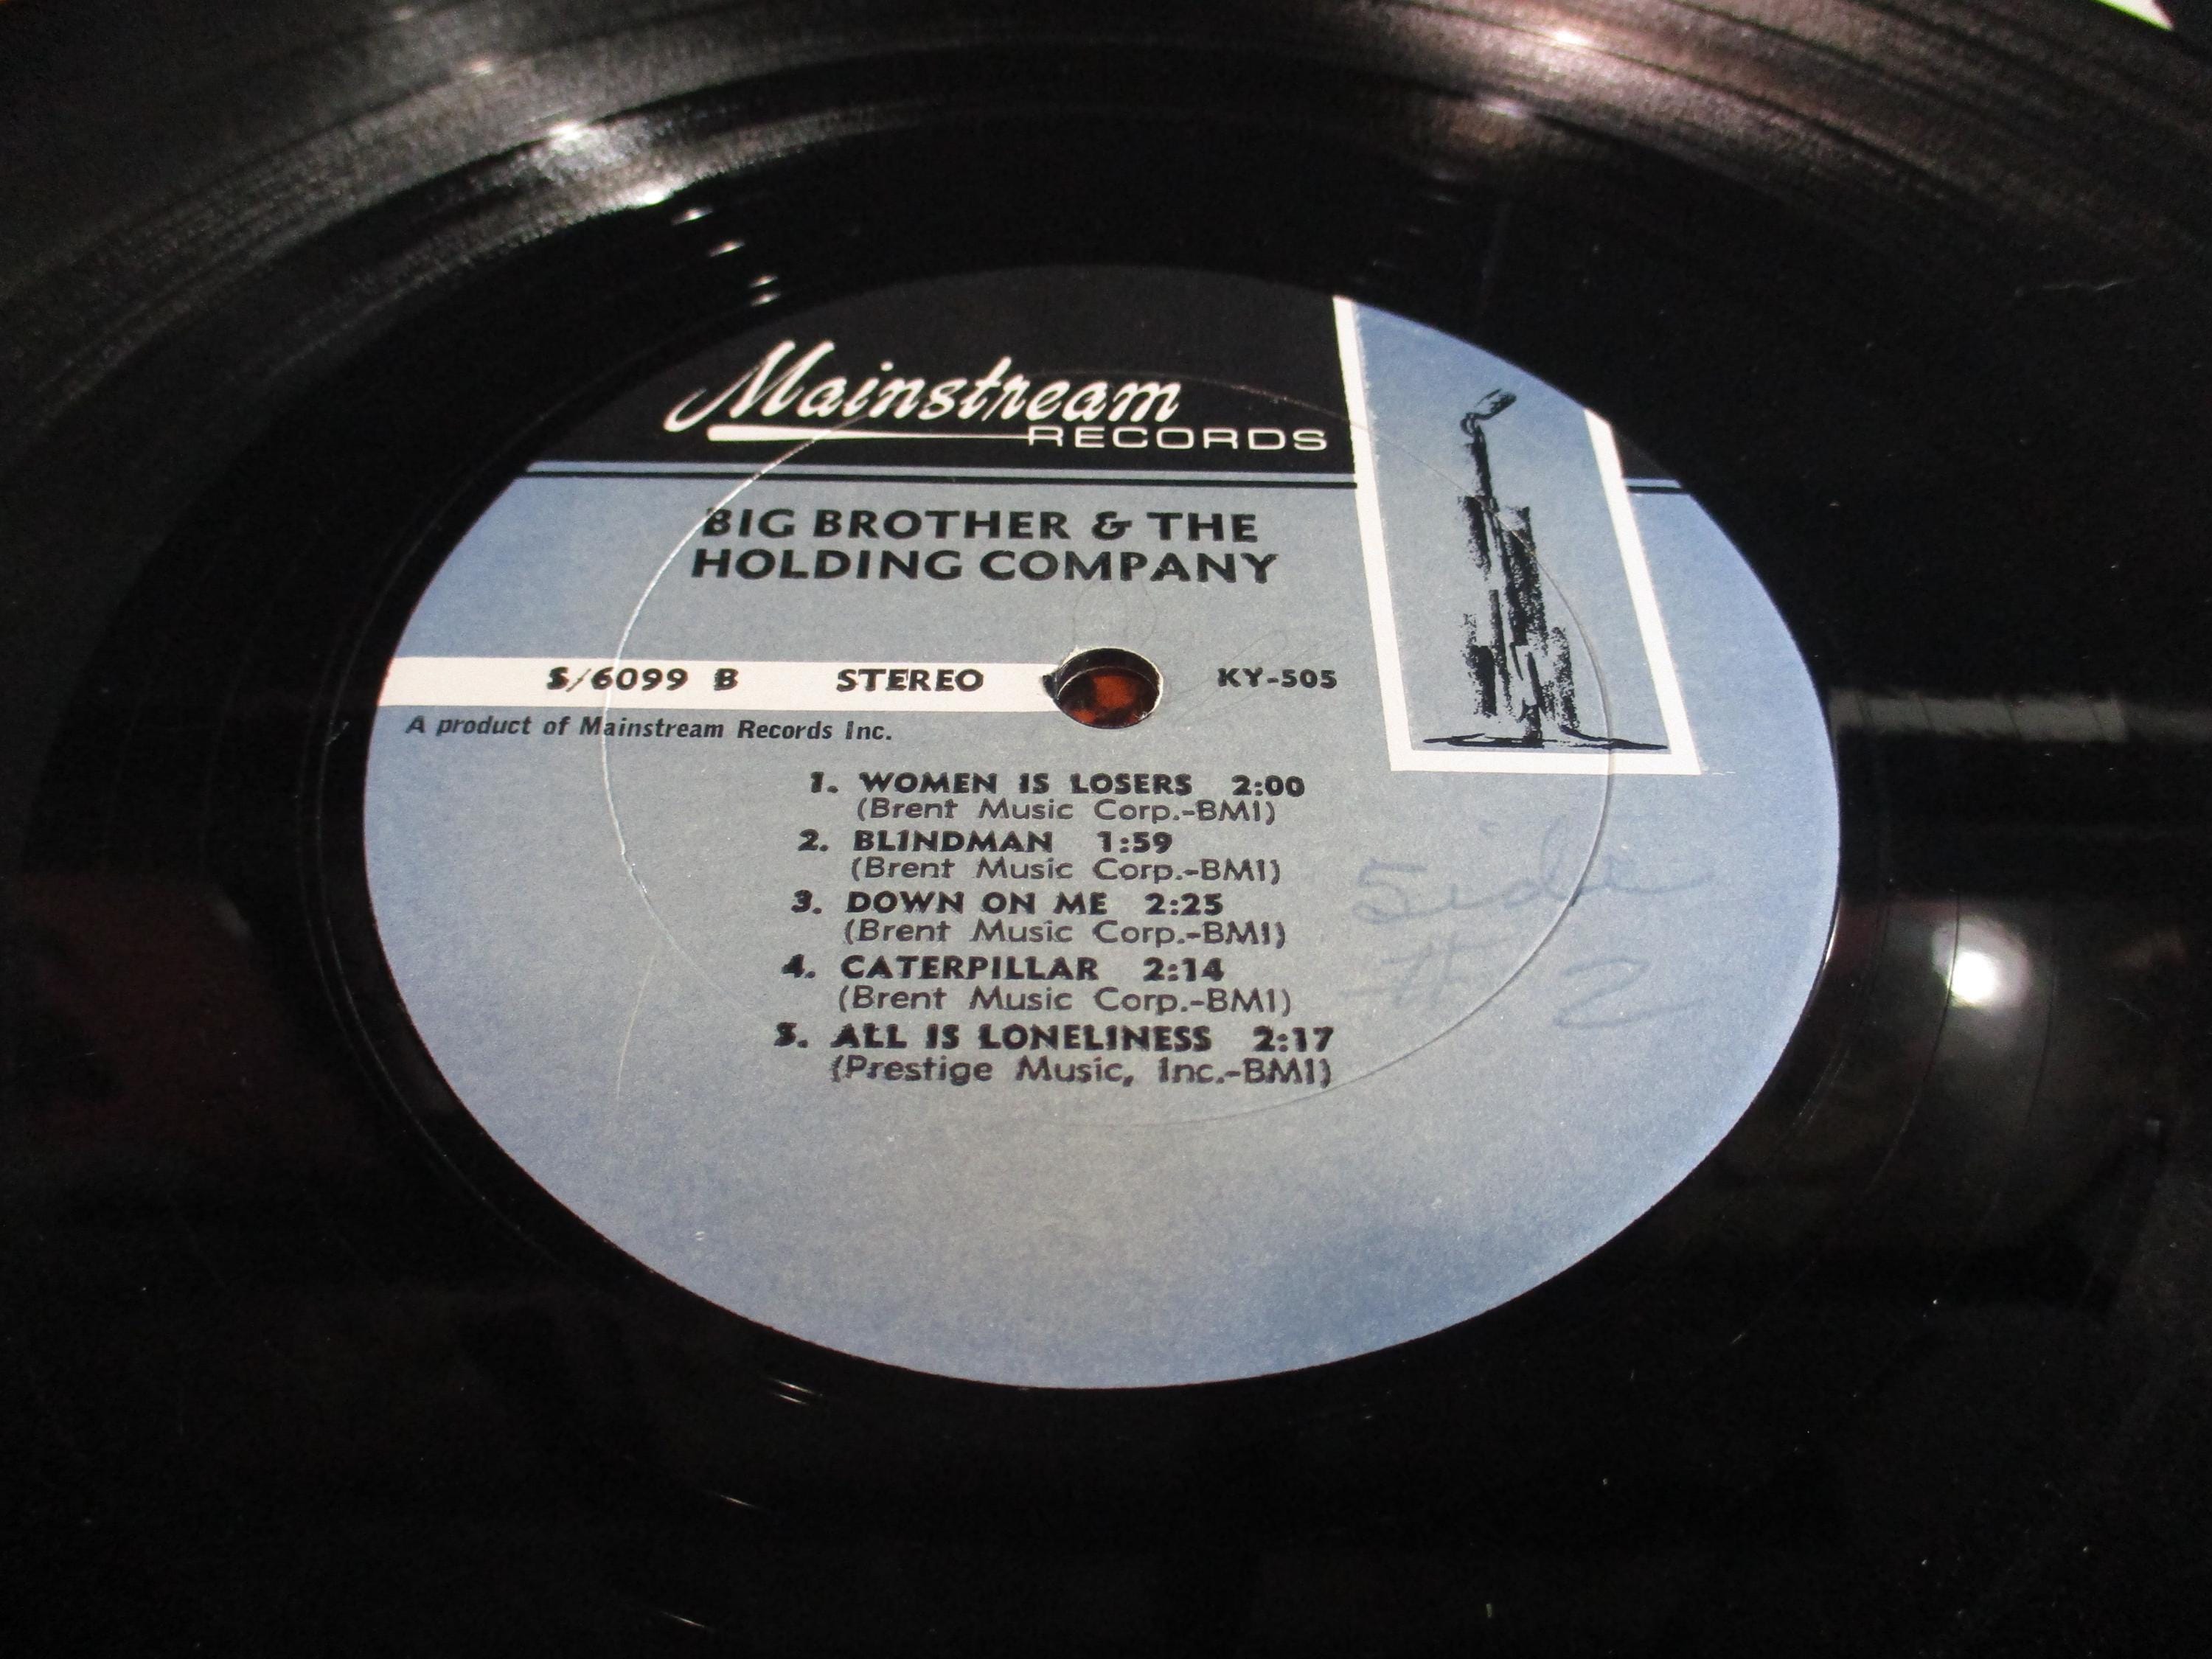 Mainstream
RECORDS
BIG BROTHER & THE
HOLDING COMPANY
S/6099 B STEREO KY-505
A product of Mainstream Records Inc.
1. WOMEN IS LOSERS 2:00
(Brent Music Corp.-BMI)
2. BLINDMAN 1:59
(Brent Music Corp.-BMI)
3. DOWN ON ME 2:25
(Brent Music Corp.-BMI)
4. CATERPILLAR 2:14
(Brent Music Corp.-BMI)
5. ALL IS LONELINESS 2:17
(Prestige Music, Inc.-BMI)
Side
# 2